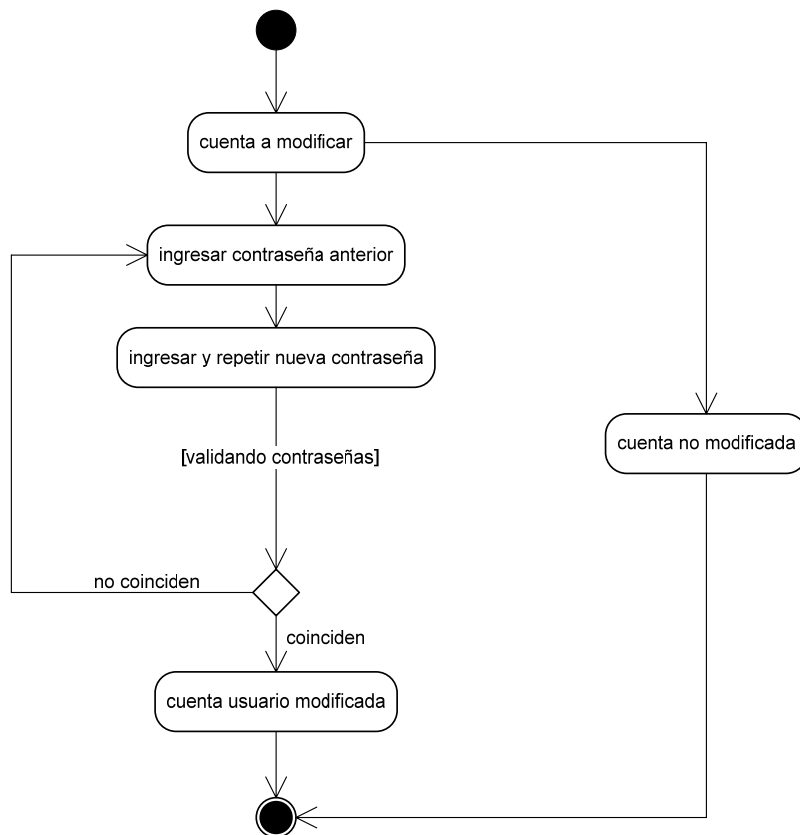 cuenta a modificar
ingresar contraseña anterior
ingresar y repetir nueva contraseña
cuenta no modificada
[validando contraseñas]
no coinciden
coinciden
cuenta usuario modificada